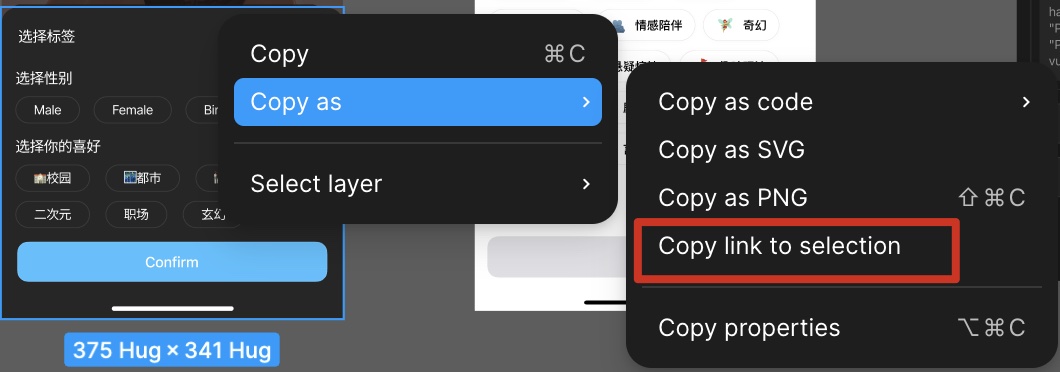 选择标签
选择性别
Male
Female
选择你的喜好
校园
都市
二次元
职场
玄幻
Confirm
375 Hug × 341 Hug
Copy ⌘C
Copy as
Select layer
情感陪伴
奇幻
Copy as code
Copy as SVG
Copy as PNG ⇧⌘C
Copy link to selection
Copy properties ⌥⌘C